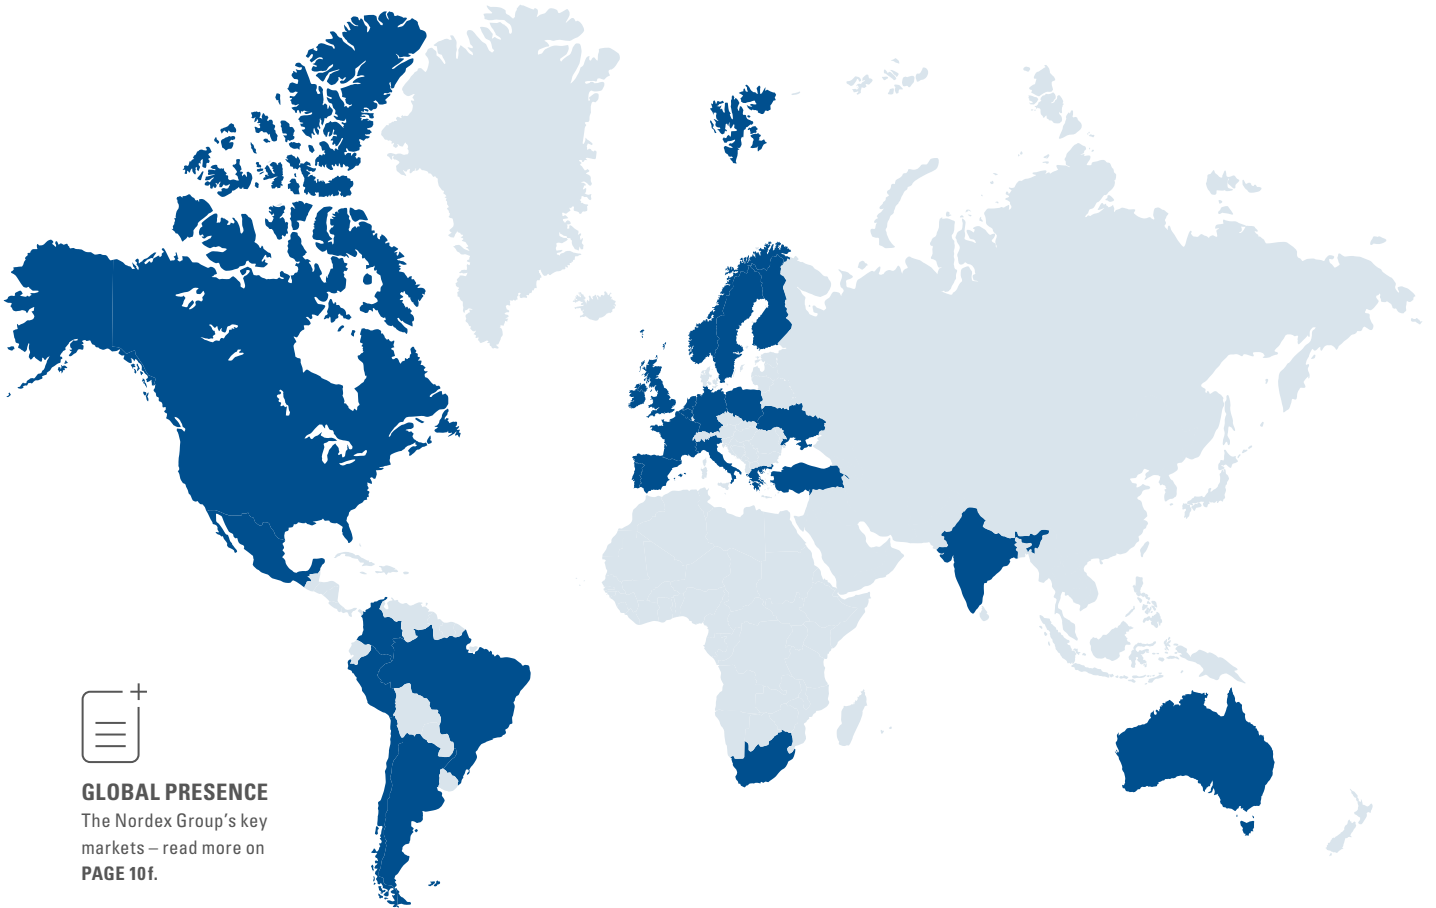 GLOBAL PRESENCE
The Nordex Group’s key
markets – read more on
PAGE 10f.